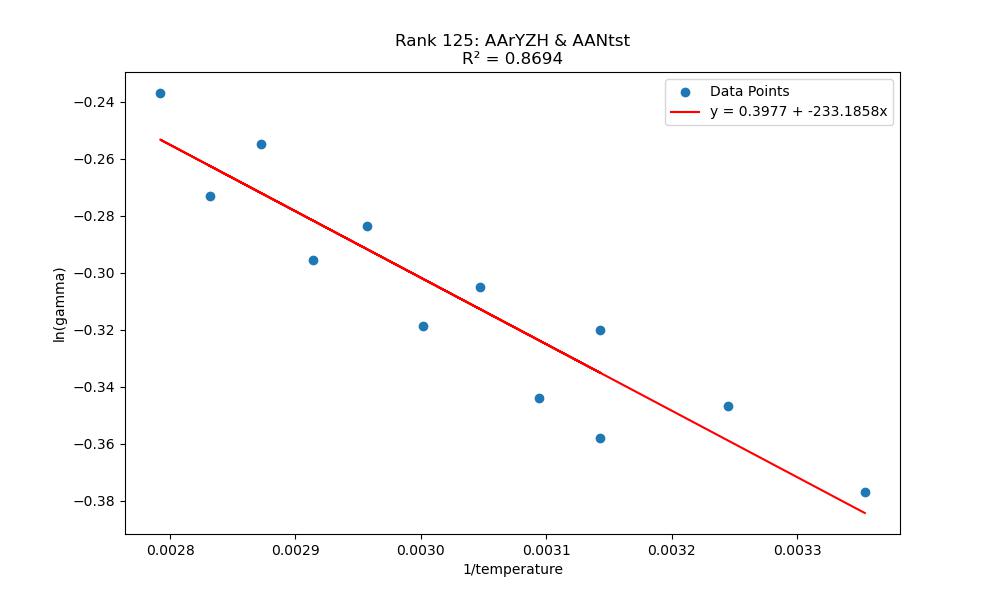 Rank 125: AArYZH & AANtst
R² = 0.8694
Data Points
y = 0.3977 + -233.1858x
ln(gamma)
−0.24
−0.26
−0.28
−0.30
−0.32
−0.34
−0.36
−0.38
0.0028 0.0029 0.0030 0.0031 0.0032 0.0033
1/temperature